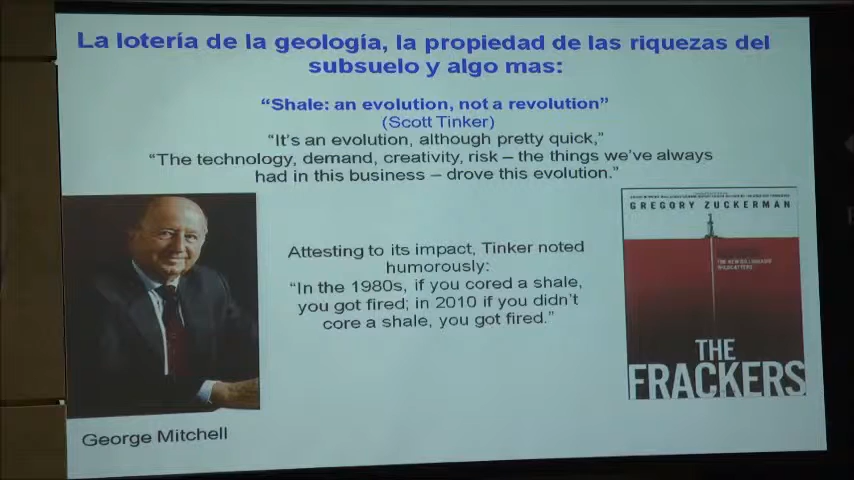 La lotería de la geología, la propiedad de las riquezas del
subsuelo y algo mas:
“Shale: an evolution, not a revolution”
(Scott Tinker)
“It’s an evolution, although pretty quick,”
“The technology, demand, creativity, risk – the things we’ve always
had in this business – drove this evolution.”
Attesting to its impact, Tinker noted
humorously:
“In the 1980s, if you cored a shale,
you got fired; in 2010 if you didn’t
core a shale, you got fired.”
George Mitchell
GREGORY ZUCKERMAN
THE NEW BILLIONAIRE
WILDCATTERS
THE
FRACKERS